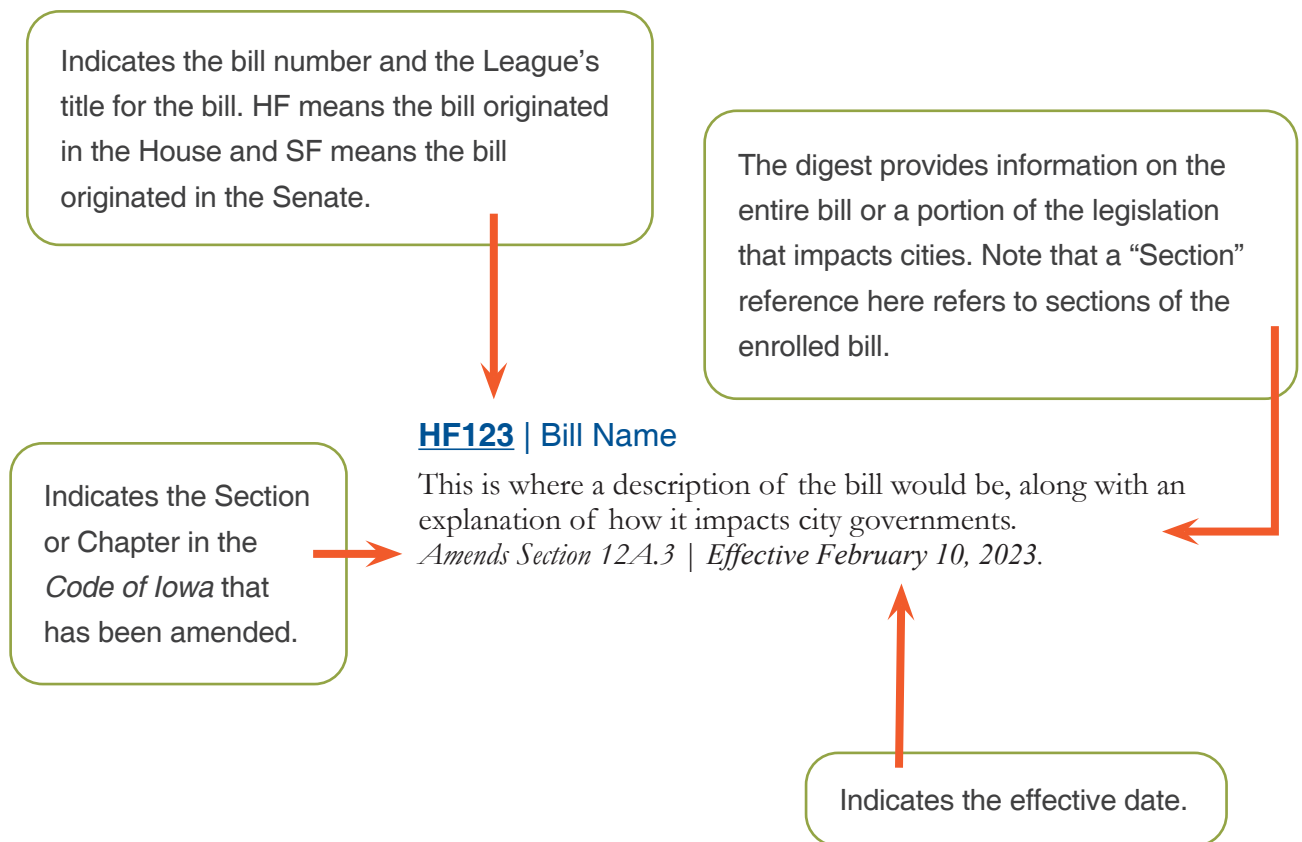 Indicates the bill number and the League’s
title for the bill. HF means the bill originated
in the House and SF means the bill
originated in the Senate.
The digest provides information on the
entire bill or a portion of the legislation
that impacts cities. Note that a “Section”
reference here refers to sections of the
enrolled bill.
HF123 | Bill Name
This is where a description of the bill would be, along with an
explanation of how it impacts city governments.
Amends Section 12A.3 | Effective February 10, 2023.
Indicates the Section
or Chapter in the
Code of Iowa that
has been amended.
Indicates the effective date.